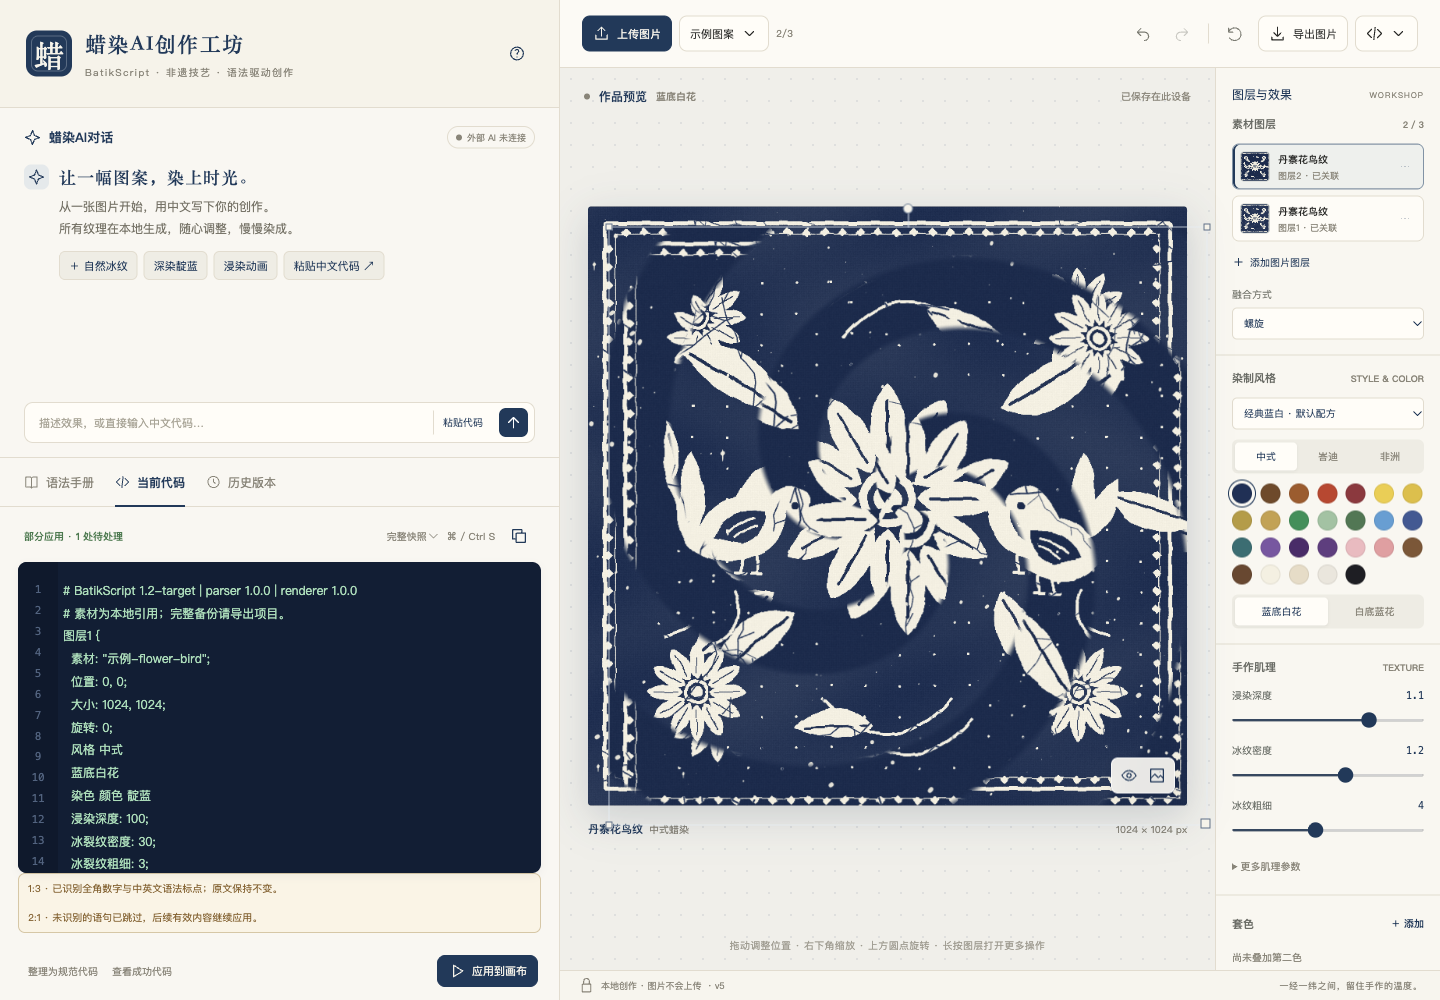 蜡
蜡染AI创作工坊
BatikScript · 非遗技艺 · 语法驱动创作
蜡染AI对话
外部 AI 未连接
让一幅图案，染上时光。
从一张图片开始，用中文写下你的创作。
所有纹理在本地生成，随心调整，慢慢染成。
+ 自然冰纹
深染靛蓝
浸染动画
粘贴中文代码 ↗
描述效果，或直接输入中文代码...
粘贴代码
语法手册
当前代码
历史版本
部分应用 · 1 处待处理
完整快照
⌘ / Ctrl S
1 # BatikScript 1.2-target | parser 1.0.0 | renderer 1.0.0
2 # 素材为本地引用；完整备份请导出项目。
3 图层1 {
4 素材: "示例-flower-bird";
5 位置: 0, 0;
6 大小: 1024, 1024;
7 旋转: 0;
8 风格 中式
9 蓝底白花
10 染色 颜色 靛蓝
11 浸染深度: 100;
12 冰裂纹密度: 30;
13 冰裂纹粗细: 3;
14
1:3 · 已识别全角数字与中英文语法标点；原文保持不变。
2:1 · 未识别的语句已跳过，后续有效内容继续应用。
整理为规范代码
查看成功代码
应用到画布
上传图片
示例图案
2/3
导出图片
作品预览
蓝底白花
已保存在此设备
丹寨花鸟纹
中式蜡染
1024 × 1024 px
拖动调整位置 · 右下角缩放 · 上方圆点旋转 · 长按图层打开更多操作
本地创作 · 图片不会上传 · v5
一经一纬之间，留住手作的温度。
图层与效果
WORKSHOP
素材图层
2 / 3
丹寨花鸟纹
图层2 · 已关联
...
丹寨花鸟纹
图层1 · 已关联
...
+ 添加图片图层
融合方式
螺旋
染制风格
STYLE & COLOR
经典蓝白 · 默认配方
中式
峇迪
非洲
蓝底白花
白底蓝花
手作肌理
TEXTURE
浸染深度
1.1
冰纹密度
1.2
冰纹粗细
4
更多肌理参数
套色
+ 添加
尚未叠加第二色